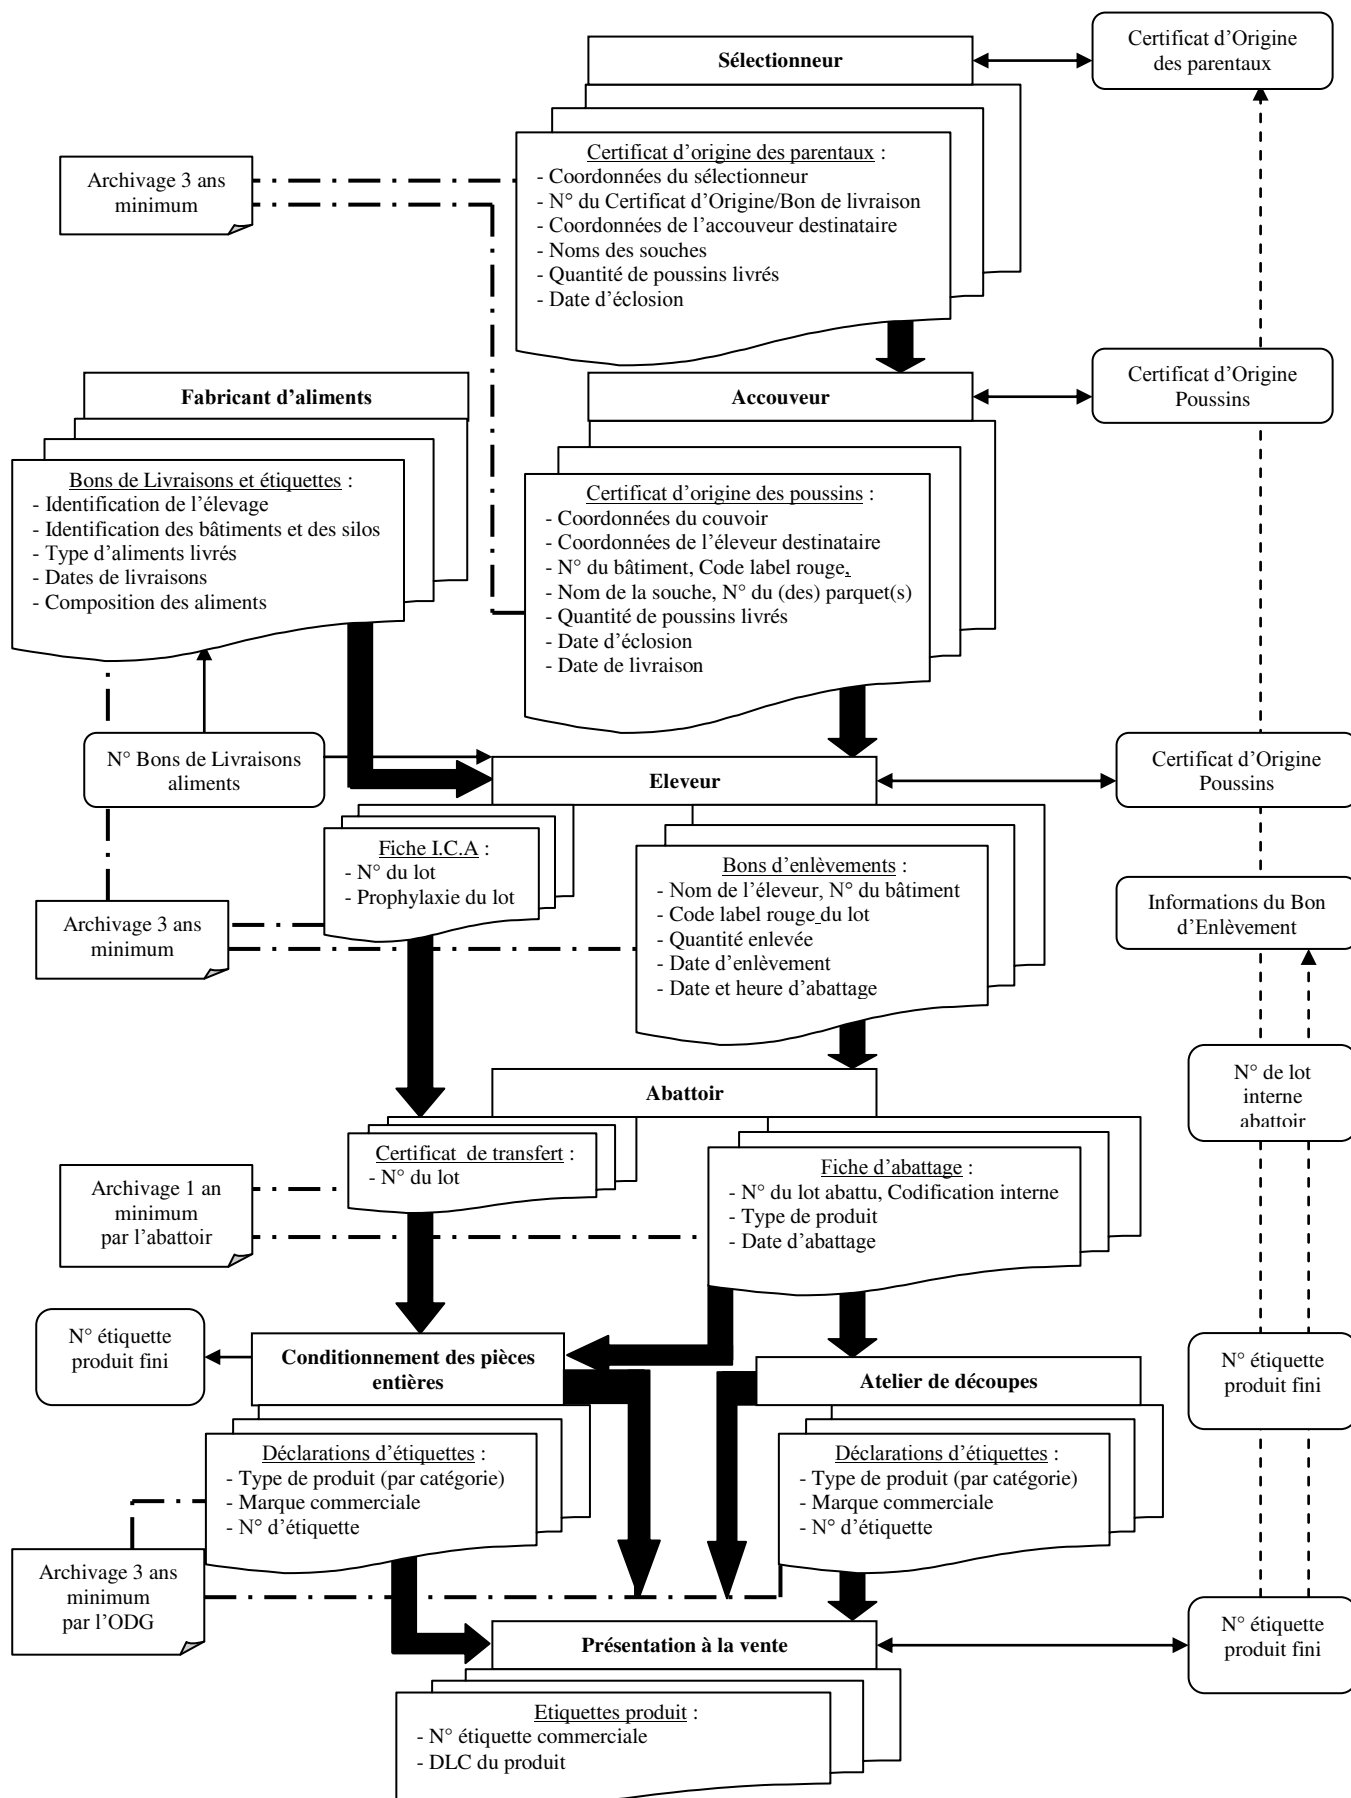 Sélectionneur
Certificat d’Origine
des parentaux
Certificat d’origine des parentaux :
- Coordonnées du sélectionneur
- N° du Certificat d’Origine/Bon de livraison
- Coordonnées de l’accouveur destinataire
- Noms des souches
- Quantité de poussins livrés
- Date d’éclosion
Archivage 3 ans
minimum
Fabricant d’aliments
Accouveur
Certificat d’Origine
Poussins
Bons de Livraisons et étiquettes :
- Identification de l’élevage
- Identification des bâtiments et des silos
- Type d’aliments livrés
- Dates de livraisons
- Composition des aliments
Certificat d’origine des poussins :
- Coordonnées du couvoir
- Coordonnées de l’éleveur destinataire
- N° du bâtiment, Code label rouge,
- Nom de la souche, N° du (des) parquet(s)
- Quantité de poussins livrés
- Date d’éclosion
- Date de livraison
N° Bons de Livraisons
aliments
Eleveur
Certificat d’Origine
Poussins
Fiche I.C.A :
- N° du lot
- Prophylaxie du lot
Bons d’enlèvements :
- Nom de l’éleveur, N° du bâtiment
- Code label rouge du lot
- Quantité enlevée
- Date d’enlèvement
- Date et heure d’abattage
Archivage 3 ans
minimum
Informations du Bon
d’Enlèvement
Abattoir
N° de lot
interne
abattoir
Certificat de transfert :
- N° du lot
Fiche d’abattage :
- N° du lot abattu, Codification interne
- Type de produit
- Date d’abattage
Archivage 1 an
minimum
par l’abattoir
N° étiquette
produit fini
Conditionnement des pièces
entières
Atelier de découpes
N° étiquette
produit fini
Déclarations d’étiquettes :
- Type de produit (par catégorie)
- Marque commerciale
- N° d’étiquette
Déclarations d’étiquettes :
- Type de produit (par catégorie)
- Marque commerciale
- N° d’étiquette
Archivage 3 ans
minimum
par l’ODG
Présentation à la vente
N° étiquette
produit fini
Etiquettes produit :
- N° étiquette commerciale
- DLC du produit